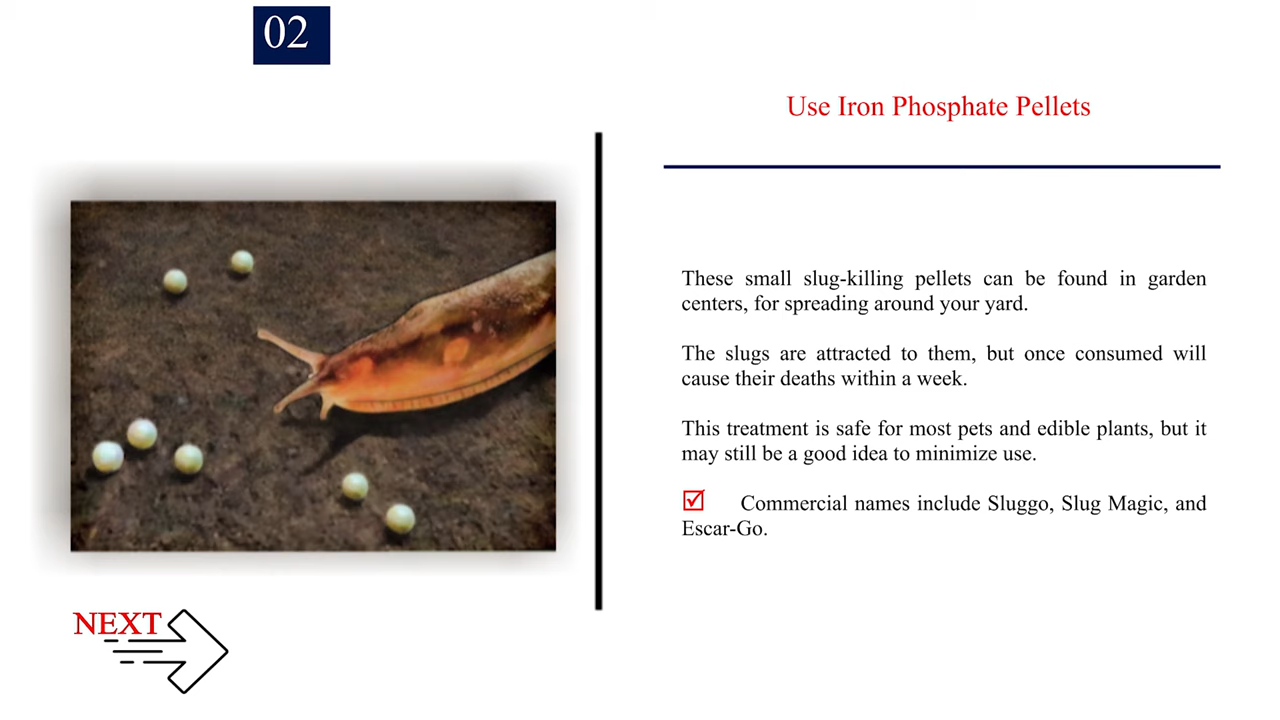 02
Use Iron Phosphate Pellets
These small slug-killing pellets can be found in garden
centers, for spreading around your yard.
The slugs are attracted to them, but once consumed will
cause their deaths within a week.
This treatment is safe for most pets and edible plants, but it
may still be a good idea to minimize use.
☑ Commercial names include Sluggo, Slug Magic, and
Escar-Go.
NEXT